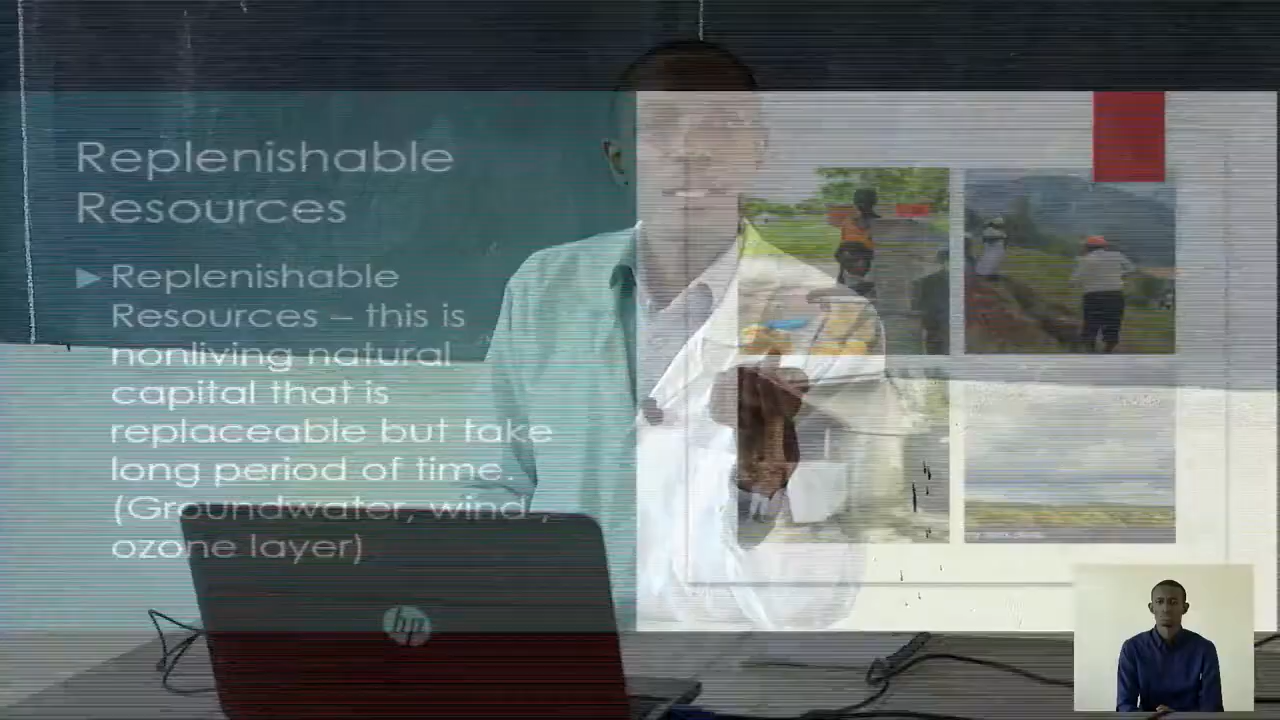 Replenishable
Resources
Replenishable
Resources – this is
nonliving natural
capital that is
replaceable but take
long period of time.
(Groundwater, wind ,
ozone layer)
hp